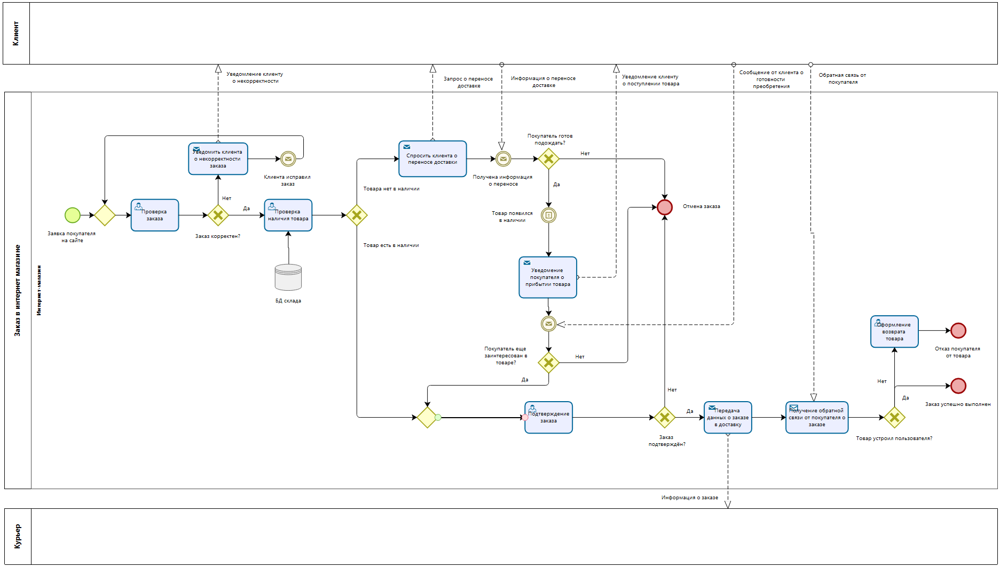 Клиент
Уведомление клиенту
о некорректности
Запрос о переносе
доставке
Информация о переносе
доставке
Уведомление клиенту
о поступлении товара
Сообщение от клиента о
готовности
преобретения
Обратная связь от
покупателя
Заказ в интернет магазине
Интернет-магазин
Заявка покупателя
на сайте
Проверка
заказа
Заказ корректен?
Нет
Да
Уведомить клиента
о некорректности
заказа
Клиента исправил
заказ
Проверка
наличия товара
БД склада
Товара нет в наличии
Товар есть в наличии
Спросить клиента о
переносе доставки
Получена информация
о переносе
Покупатель готов
подождать?
Нет
Да
Товар появился
в наличии
Отмена заказа
Уведомение
покупателя о
прибытии товара
Покупатель еще
заинтересован в
товаре?
Нет
Да
Подтверждение
заказа
Заказ
подтверждён?
Нет
Да
Передача
данных о заказе
в доставку
Получение обратной
связи от покупателя о
заказе
Товар устроил пользователя?
Нет
Да
Оформление
возврата
товара
Отказ покупателя
от товара
Заказ успешно выполнен
Информация о заказе
Курьер